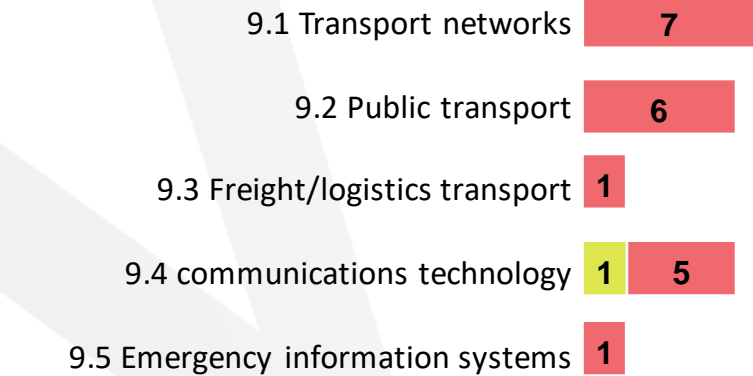 9.1 Transport networks 7
9.2 Public transport 6
9.3 Freight/logistics transport 1
9.4 communications technology 1 5
9.5 Emergency information systems 1